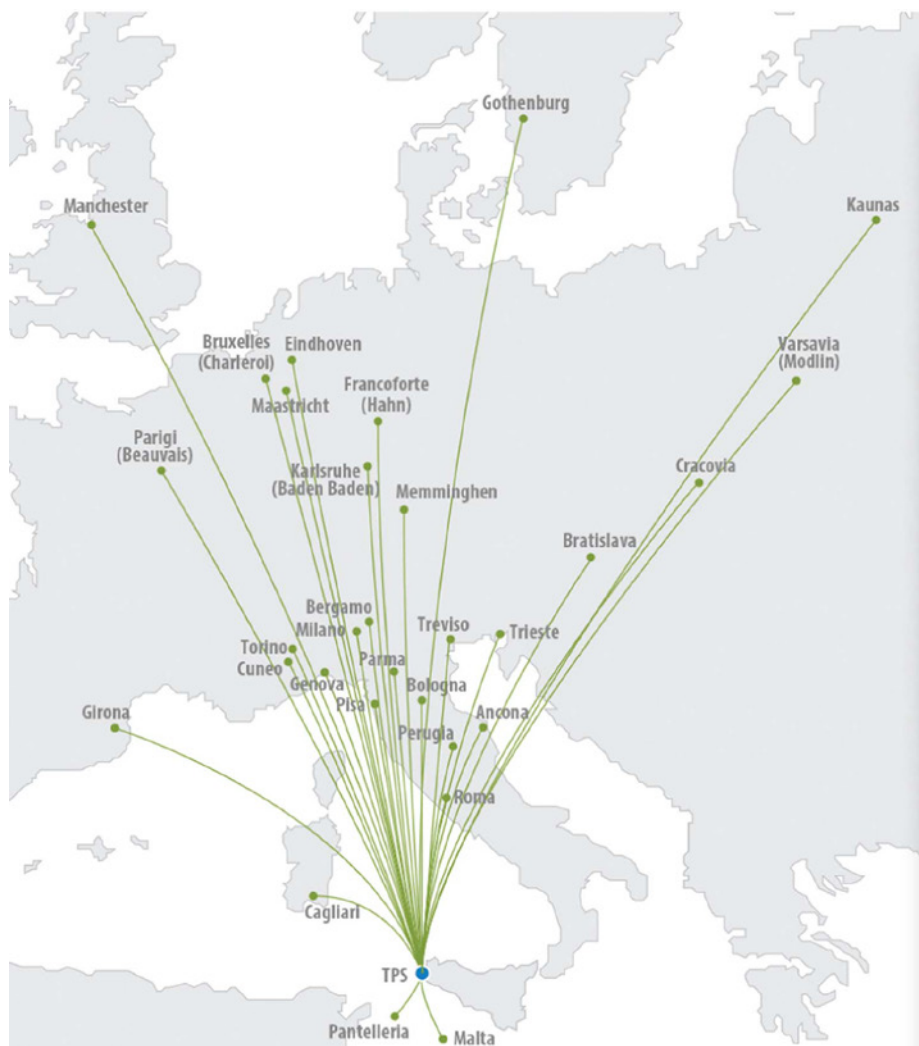 Gothenburg
Manchester
Kaunas
Bruxelles
(Charleroi)
Eindhoven
Varsavia
(Modlin)
Maastricht
Francoforte
(Hahn)
Parigi
(Beauvais)
Karlsruhe
(Baden Baden)
Cracovia
Memminghen
Bratislava
Bergamo
Milano
Treviso
Trieste
Torino
Cuneo
Parma
Genova
Bologna
Pisa
Girona
Ancona
Perugia
Roma
Cagliari
TPS
Pantelleria
Malta